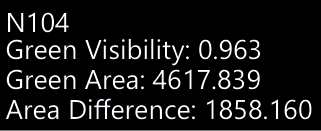 N104
Green Visibility: 0.963
Green Area: 4617.839
Area Difference: 1858.160